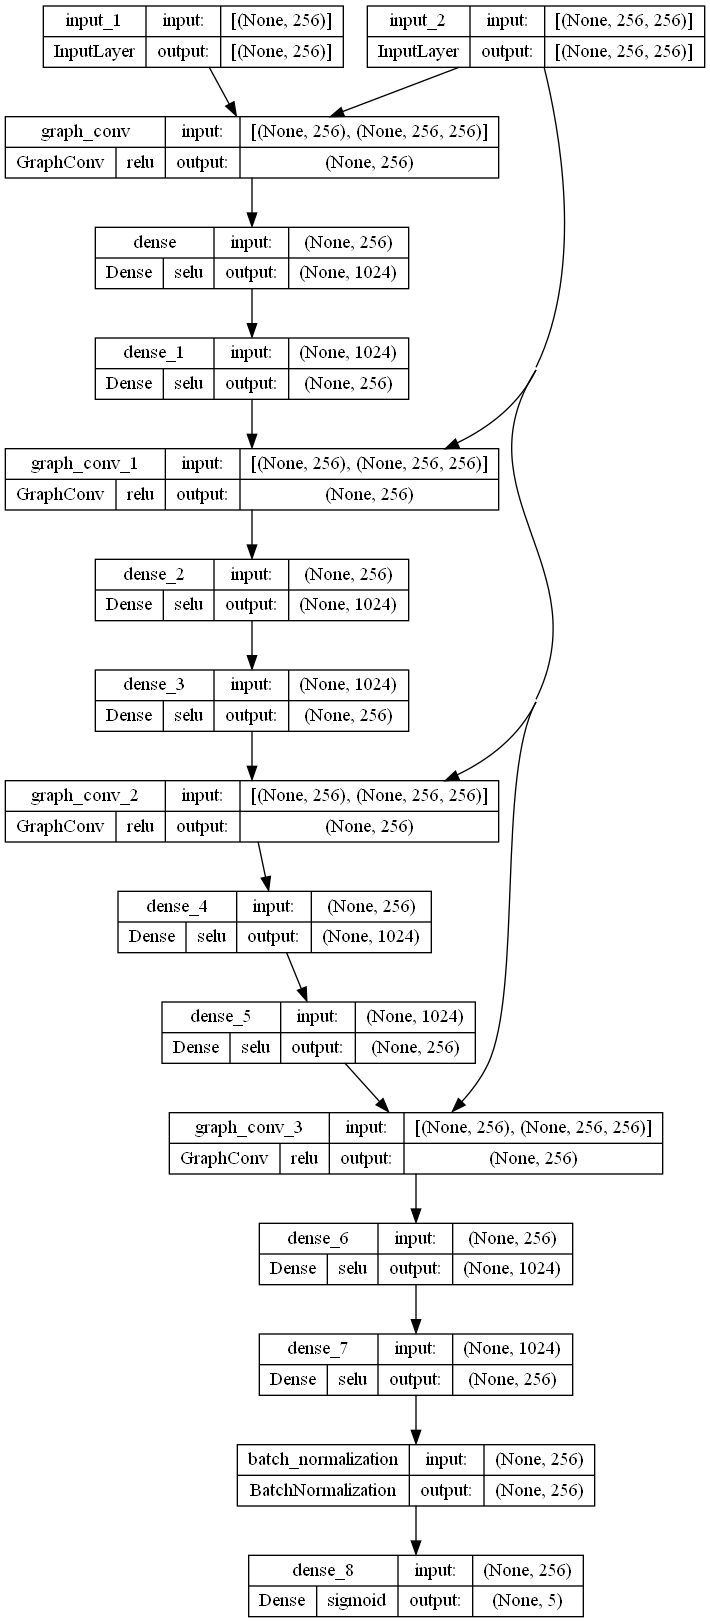 input_1 input: [(None, 256)] input_2 input: [(None, 256, 256)]
InputLayer output: [(None, 256)] InputLayer output: [(None, 256, 256)]
graph_conv input: [(None, 256), (None, 256, 256)]
GraphConv relu output: (None, 256)
dense input: (None, 256)
Dense selu output: (None, 1024)
dense_1 input: (None, 1024)
Dense selu output: (None, 256)
graph_conv_1 input: [(None, 256), (None, 256, 256)]
GraphConv relu output: (None, 256)
dense_2 input: (None, 256)
Dense selu output: (None, 1024)
dense_3 input: (None, 1024)
Dense selu output: (None, 256)
graph_conv_2 input: [(None, 256), (None, 256, 256)]
GraphConv relu output: (None, 256)
dense_4 input: (None, 256)
Dense selu output: (None, 1024)
dense_5 input: (None, 1024)
Dense selu output: (None, 256)
graph_conv_3 input: [(None, 256), (None, 256, 256)]
GraphConv relu output: (None, 256)
dense_6 input: (None, 256)
Dense selu output: (None, 1024)
dense_7 input: (None, 1024)
Dense selu output: (None, 256)
batch_normalization input: (None, 256)
BatchNormalization output: (None, 256)
dense_8 input: (None, 256)
Dense sigmoid output: (None, 5)